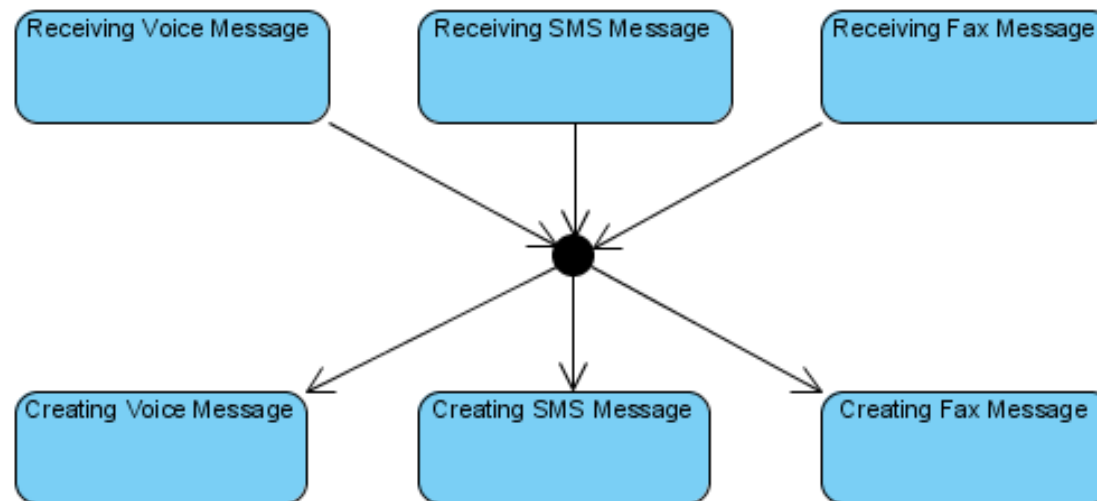 Receiving Voice Message
Receiving SMS Message
Receiving Fax Message
Creating Voice Message
Creating SMS Message
Creating Fax Message